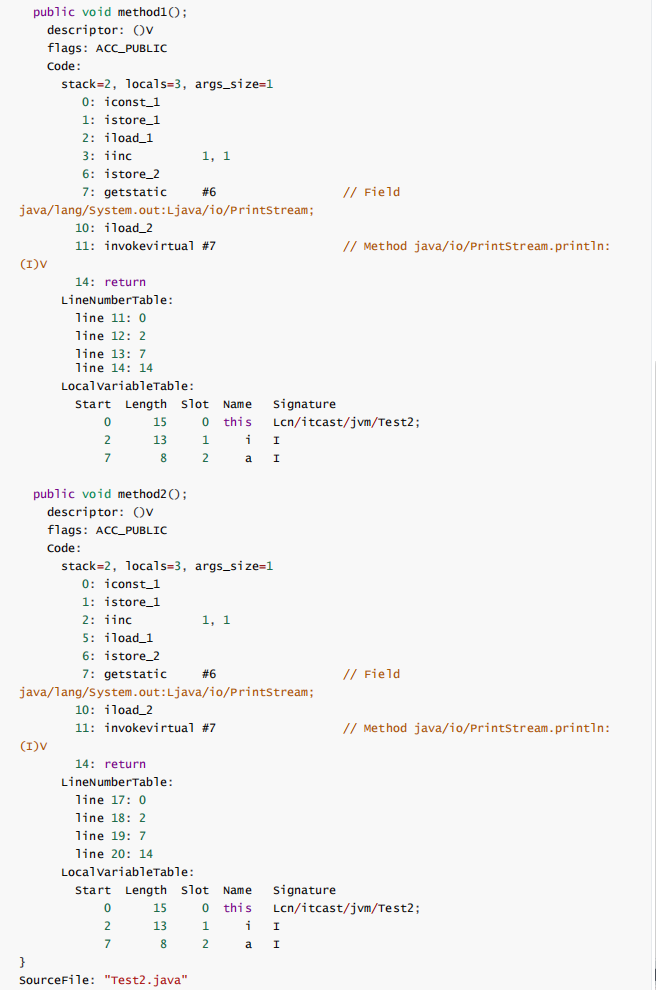 public void method1();
descriptor: ()V
flags: ACC_PUBLIC
Code:
stack=2, locals=3, args_size=1
0: iconst_1
1: istore_1
2: iload_1
3: iinc 1, 1
6: istore_2
7: getstatic #6 // Field
java/lang/System.out:Ljava/io/PrintStream;
10: iload_2
11: invokevirtual #7 // Method java/io/PrintStream.println:
(I)V
14: return
LineNumberTable:
line 11: 0
line 12: 2
line 13: 7
line 14: 14
LocalVariableTable:
Start Length Slot Name Signature
0 15 0 this Lcn/itcast/jvm/Test2;
2 13 1 i I
7 8 2 a I
public void method2();
descriptor: ()V
flags: ACC_PUBLIC
Code:
stack=2, locals=3, args_size=1
0: iconst_1
1: istore_1
2: iinc 1, 1
5: iload_1
6: istore_2
7: getstatic #6 // Field
java/lang/System.out:Ljava/io/PrintStream;
10: iload_2
11: invokevirtual #7 // Method java/io/PrintStream.println:
(I)V
14: return
LineNumberTable:
line 17: 0
line 18: 2
line 19: 7
line 20: 14
LocalVariableTable:
Start Length Slot Name Signature
0 15 0 this Lcn/itcast/jvm/Test2;
2 13 1 i I
7 8 2 a I
}
SourceFile: "Test2.java"